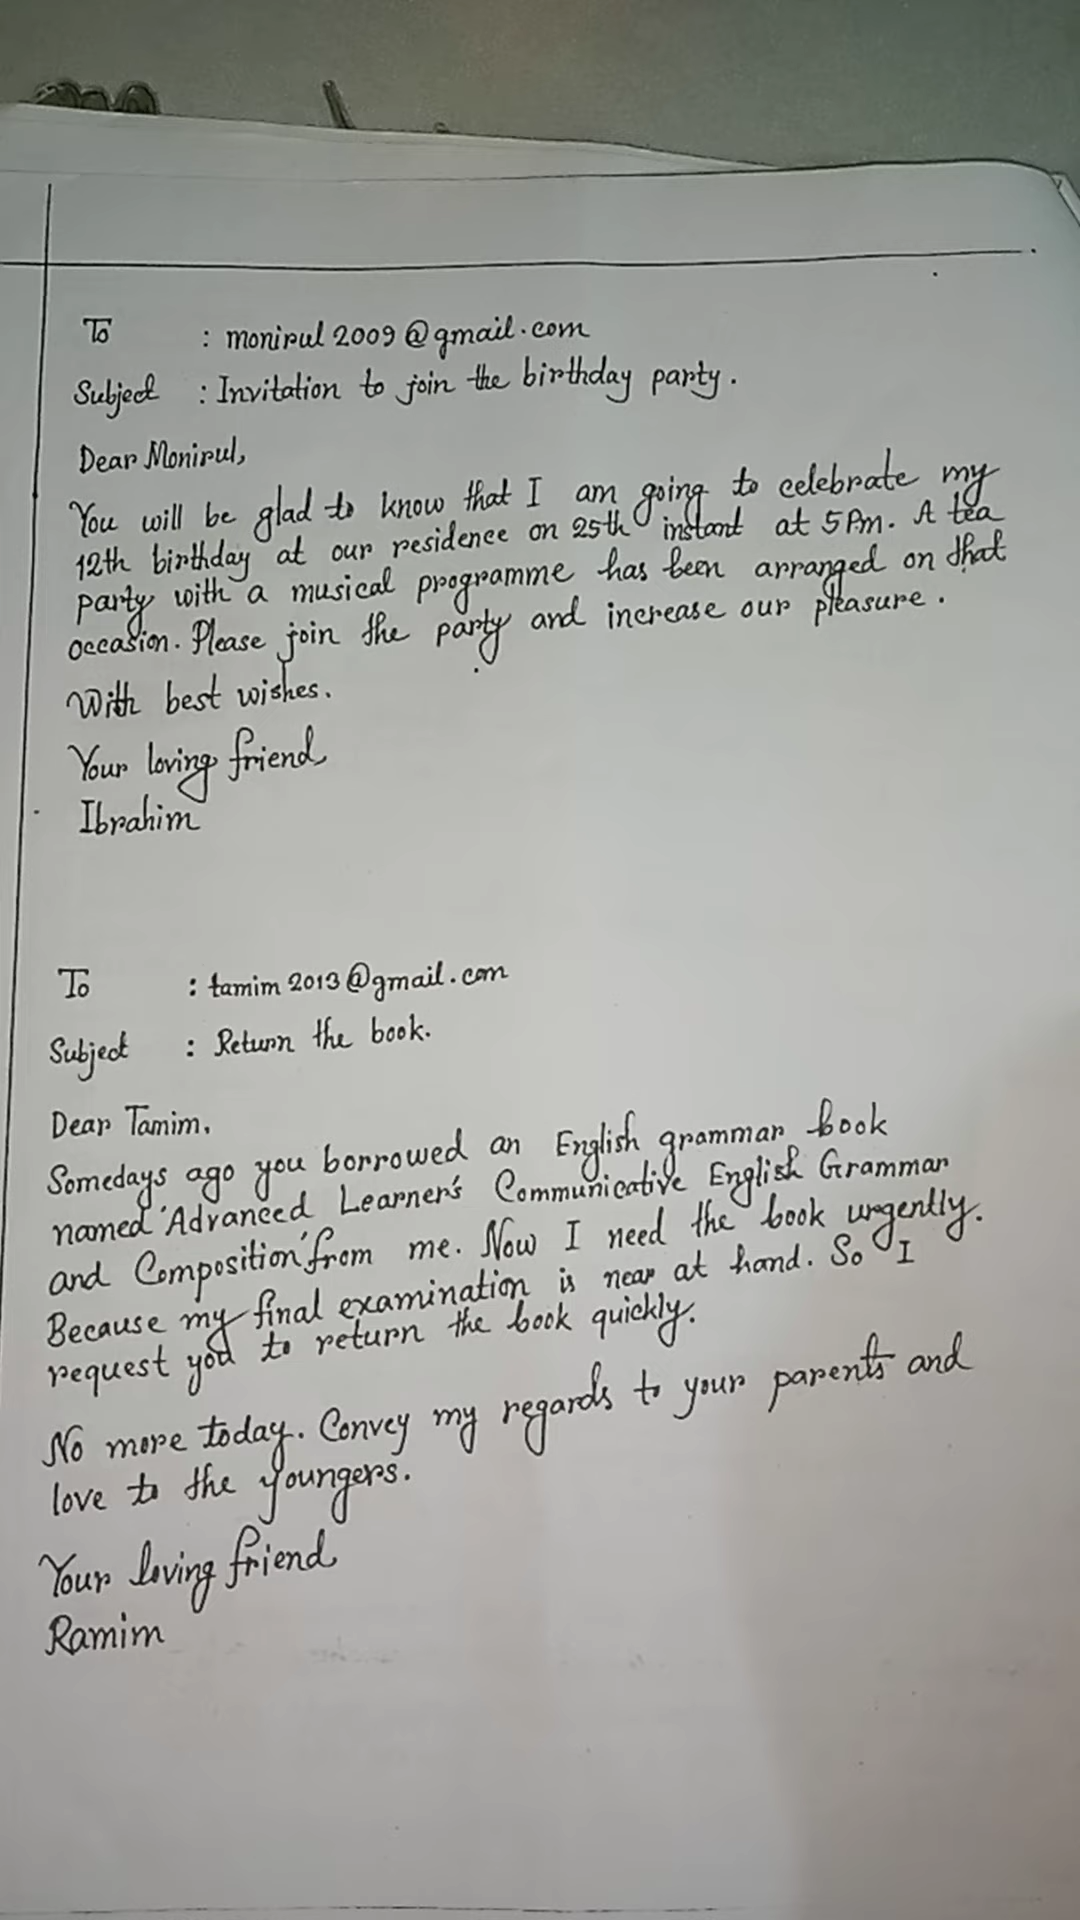 To : monirul 2009@gmail.com
Subject : Invitation to join the birthday party.
Dear Monirul,
You will be glad to know that I am going to celebrate my
12th birthday at our residence on 25th instant at 5 Pm. A tea
party with a musical programme has been arranged on that
occasion. Please join the party and increase our pleasure.
With best wishes.
Your loving friend
Ibrahim
To : tamim 2013@gmail.com
Subject : Return the book.
Dear Tamim.
Somedays ago you borrowed an English grammar book
named 'Advanced Learner's Communicative English Grammar
and Composition' from me. Now I need the book urgently.
Because my final examination is near at hand. So I
request you to return the book quickly.
No more today. Convey my regards to your parents and
love to the youngers.
Your loving friend
Ramim